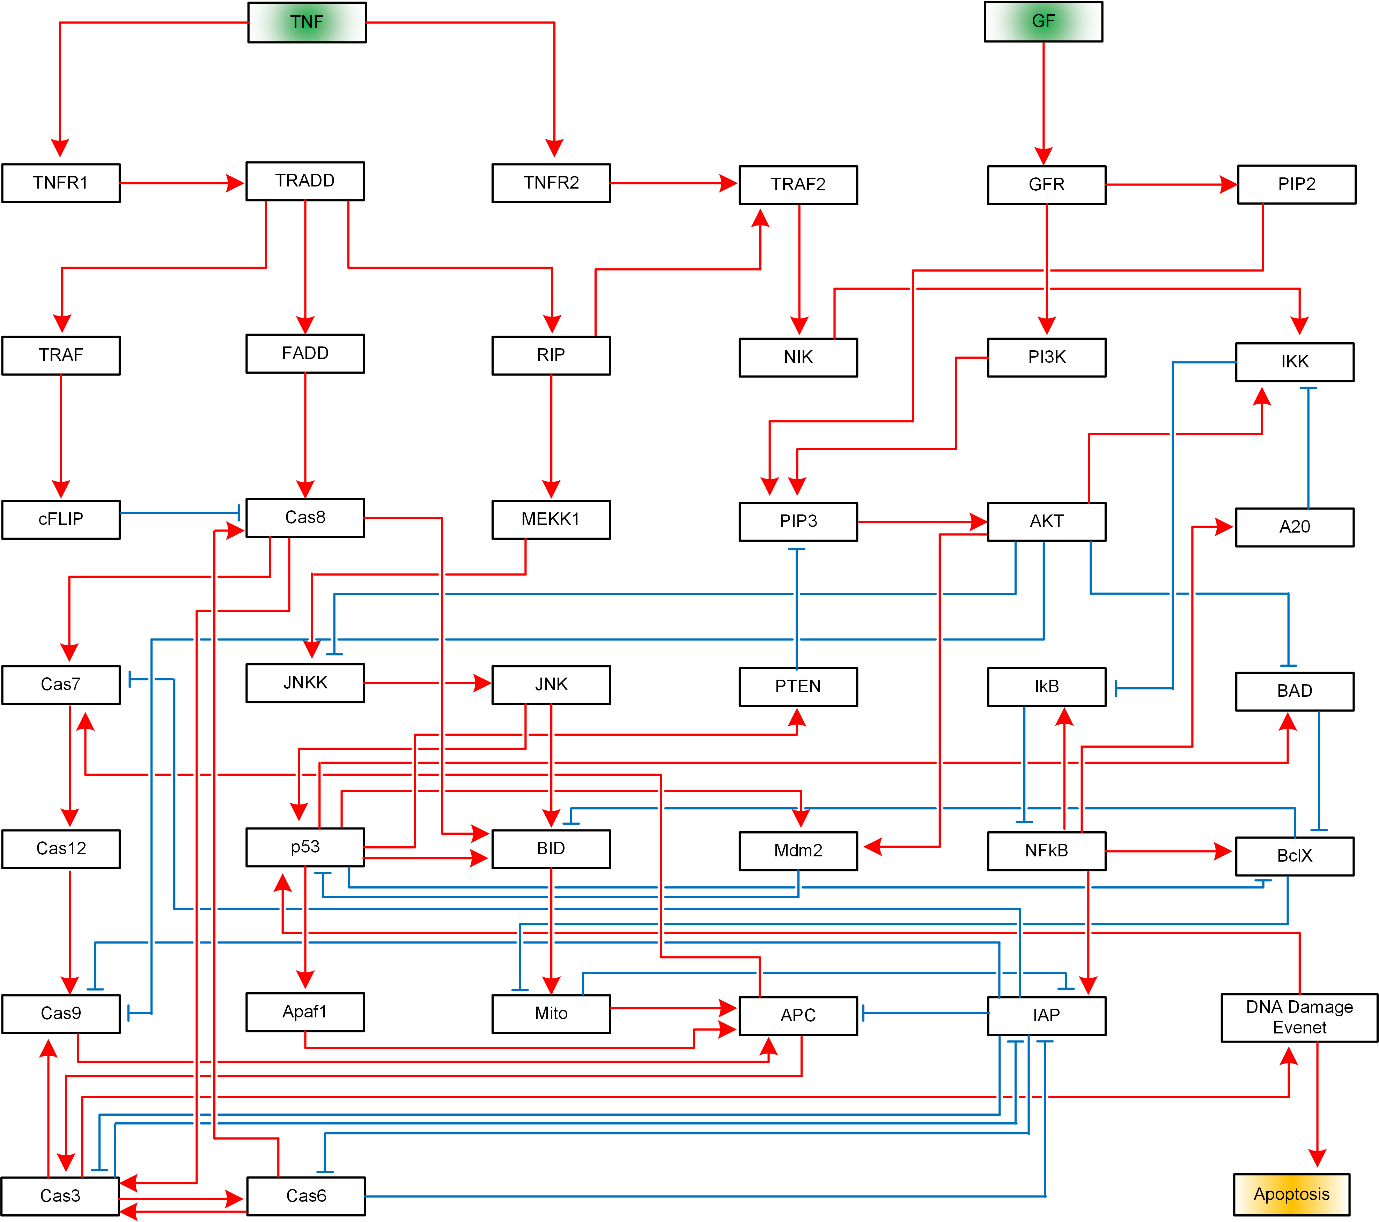 TNF
GF
TNFR1
TRADD
TNFR2
TRAF2
GFR
PIP2
TRAF
FADD
RIP
NIK
PI3K
IKK
cFLIP
Cas8
MEKK1
PIP3
AKT
A20
Cas7
JNKK
JNK
PTEN
IkB
BAD
Cas12
p53
BID
Mdm2
NFkB
BclX
Cas9
Apaf1
Mito
APC
IAP
DNA Damage
Evenet
Cas3
Cas6
Apoptosis